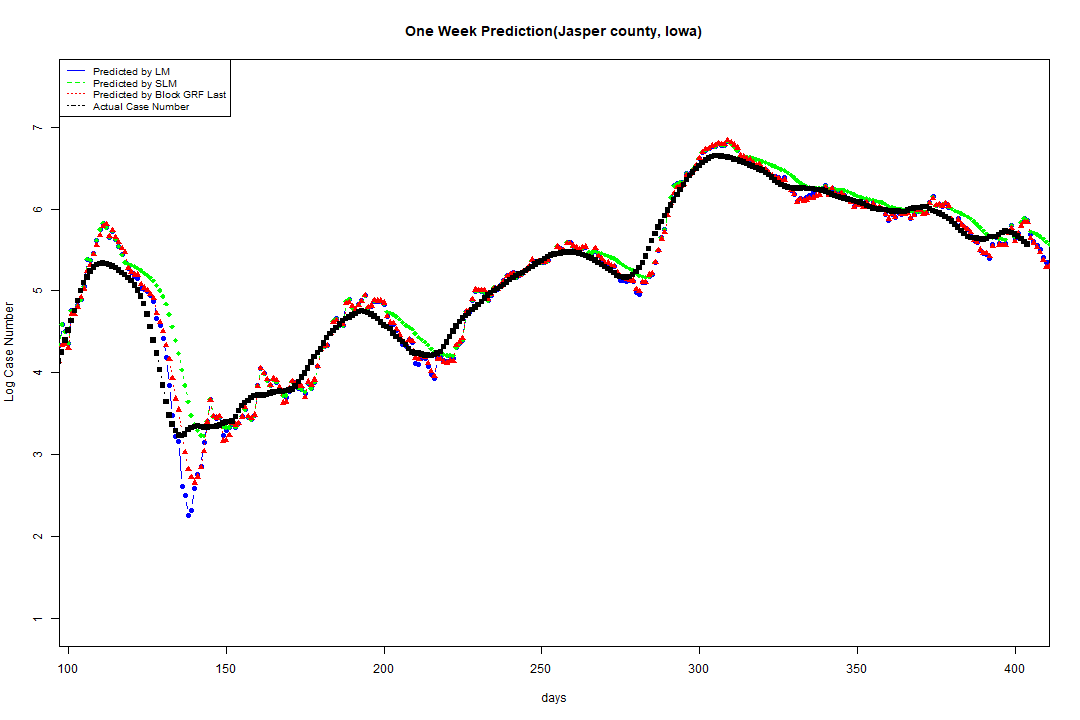 One Week Prediction(Jasper county, Iowa)
Predicted by LM
Predicted by SLM
Predicted by Block GRF Last
Actual Case Number
Log Case Number
7
6
5
4
3
2
1
100 150 200 250 300 350 400
days